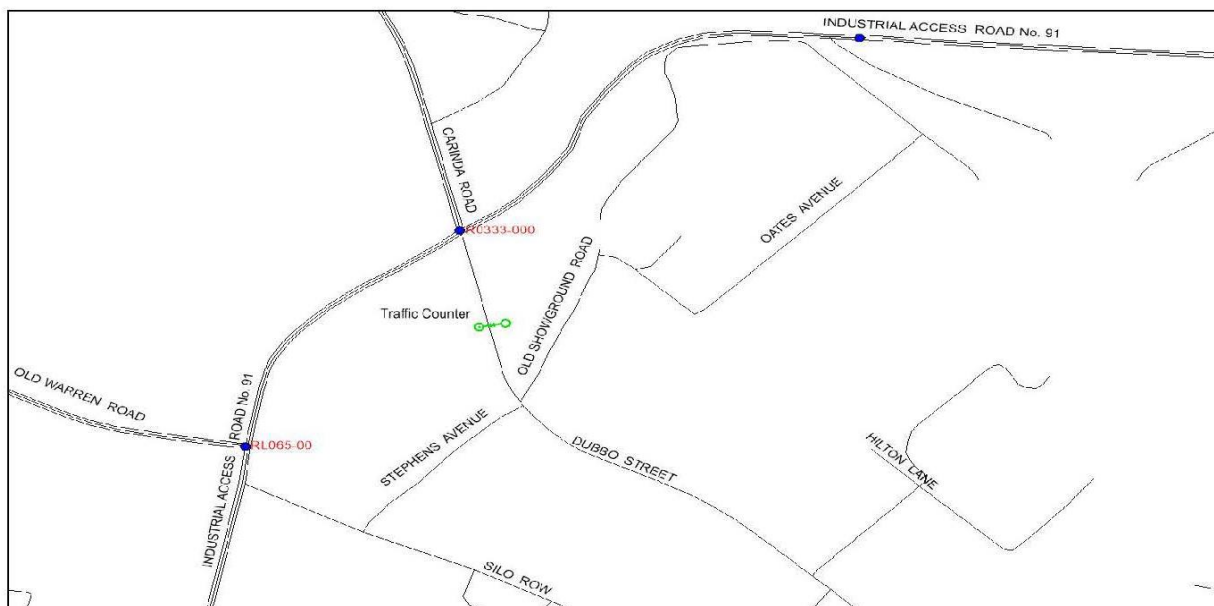 INDUSTRIAL ACCESS ROAD No. 91
CARINDA ROAD
R0333-000
OATES AVENUE
OLD SHOWGROUND ROAD
Traffic Counter
OLD WARREN ROAD
INDUSTRIAL ACCESS ROAD No. 91
RL065-00
STEPHENS AVENUE
DUBBO STREET
HILTON LANE
SILO ROW